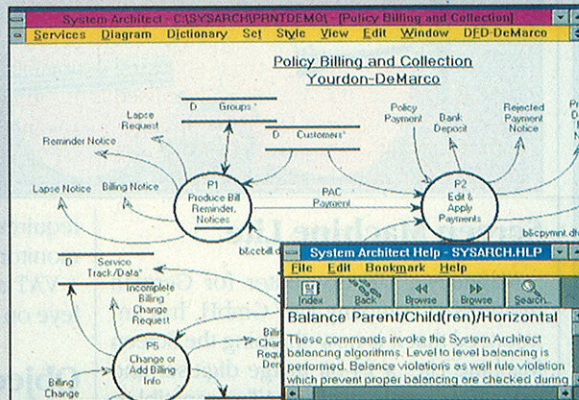 System Architect - C:\SYSARCH\PRNTDEMO\ - [Policy Billing and Collection]
Services Diagram Dictionary Set Style View Edit Window DFD-DeMarco
Policy Billing and Collection
Yourdon-DeMarco
D Groups*
Lapse
Request
Reminder Notice
D Customers*
Policy
Payment
Bank
Deposit
Rejected
Payment
Notice
Lapse Notice
Billing Notice
P1
Produce Bill
Reminder,
Notices
PAC
Payment
P2
Edit &
Apply
Payments
D Service
Track/Data*
Incomplete
Billing
Change
Request
P5
Change or
Add Billing
Info
Billing
Change
System Architect Help - SYSARCH.HLP
File Edit Bookmark Help
Index Back Browse Browse Search...
Balance Parent/Child(ren)/Horizontal
These commands invoke the System Architect
balancing algorithms. Level to level balancing is
performed. Balance violations as well rule violation
which prevent proper balancing are checked during